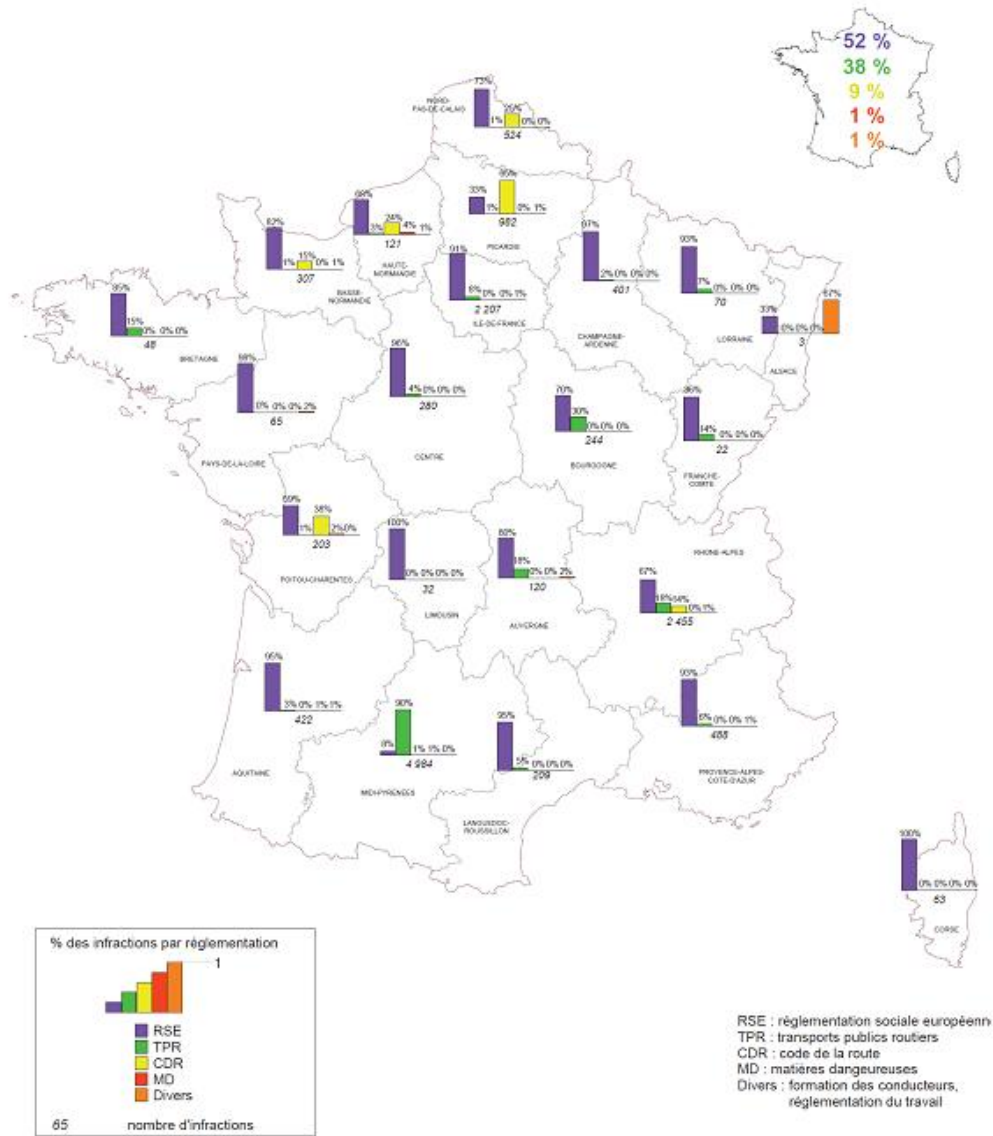 52 %
38 %
9 %
1 %
1 %
NORD-
PAS-DE-CALAIS
73%
1%
25%
0% 0%
524
33%
1%
65%
0% 1%
982
PICARDIE
69%
3%
24%
4%
1%
121
HAUTE-
NORMANDIE
82%
1%
15%
0% 1%
307
BASSE-
NORMANDIE
91%
8%
0% 0% 1%
2 207
ILE-DE-FRANCE
97%
2% 0% 0% 0%
401
CHAMPAGNE-
ARDENNE
93%
7%
0% 0% 0%
70
LORRAINE
33%
0% 0% 0%
67%
3
ALSACE
85%
15%
0% 0% 0%
48
BRETAGNE
0% 0% 0% 2%
65
PAYS-DE-LA-LOIRE
96%
4% 0% 0% 0%
280
CENTRE
70%
30%
0% 0% 0%
244
BOURGOGNE
86%
14%
0% 0% 0%
22
FRANCHE-
COMTE
59%
1%
38%
2% 0%
203
POITOU-CHARENTES
100%
0% 0% 0% 0%
32
LIMOUSIN
80%
18%
0% 0% 2%
120
AUVERGNE
RHONE-ALPES
67%
18% 14%
0% 1%
2 455
95%
3% 0% 1% 1%
422
AQUITAINE
8%
90%
1% 1% 0%
4 984
MIDI-PYRENEES
95%
5%
0% 0% 0%
209
LANGUEDOC-
ROUSSILLON
93%
6%
0% 0% 1%
488
PROVENCE-ALPES-
COTE-D'AZUR
100%
0% 0% 0% 0%
63
CORSE
% des infractions par réglementation
1
RSE
TPR
CDR
MD
Divers
65 nombre d'infractions
RSE : réglementation sociale européenn
TPR : transports publics routiers
CDR : code de la route
MD : matières dangeureuses
Divers : formation des conducteurs,
réglementation du travail